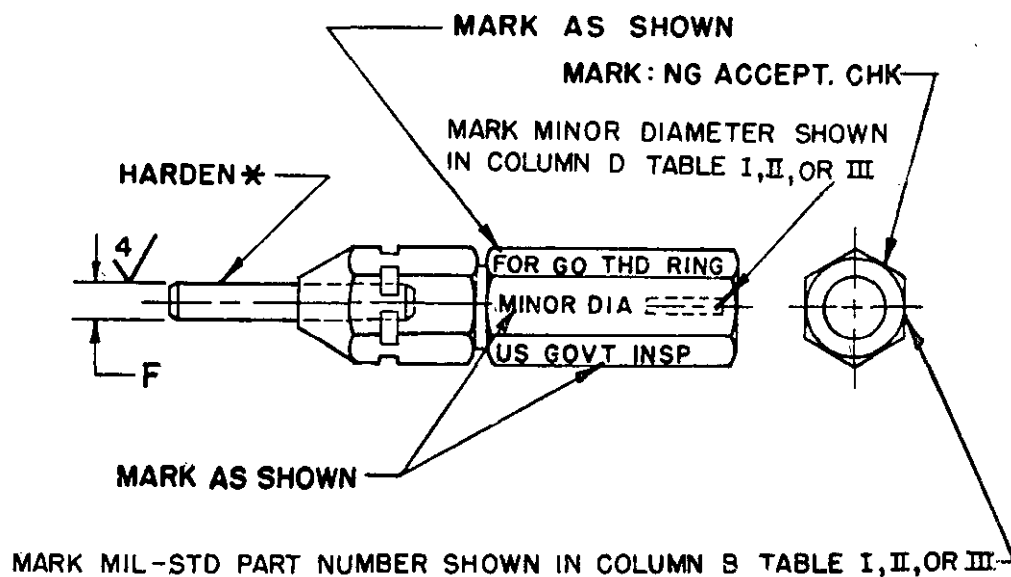 MARK AS SHOWN
MARK: NG ACCEPT. CHK
MARK MINOR DIAMETER SHOWN
IN COLUMN D TABLE I, II, OR III
HARDEN *
4
FOR GO THD RING
MINOR DIA
US GOVT INSP
F
MARK AS SHOWN
MARK MIL-STD PART NUMBER SHOWN IN COLUMN B TABLE I, II, OR III